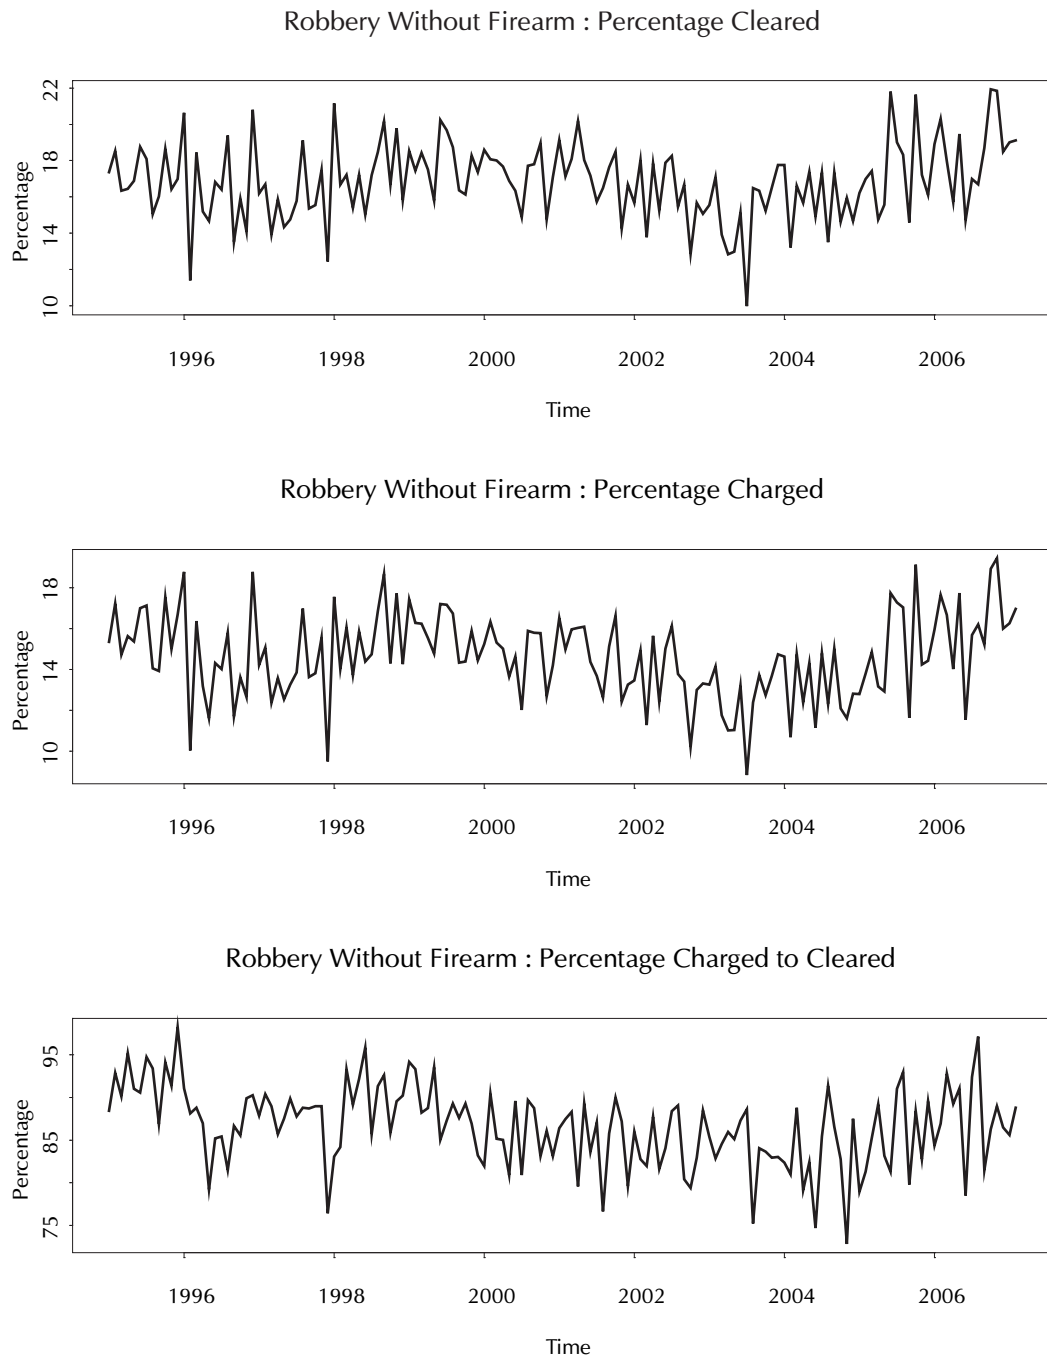 Robbery Without Firearm : Percentage Cleared
Percentage
22
18
14
10
1996 1998 2000 2002 2004 2006
Time
Robbery Without Firearm : Percentage Charged
Percentage
18
14
10
1996 1998 2000 2002 2004 2006
Time
Robbery Without Firearm : Percentage Charged to Cleared
Percentage
95
85
75
1996 1998 2000 2002 2004 2006
Time